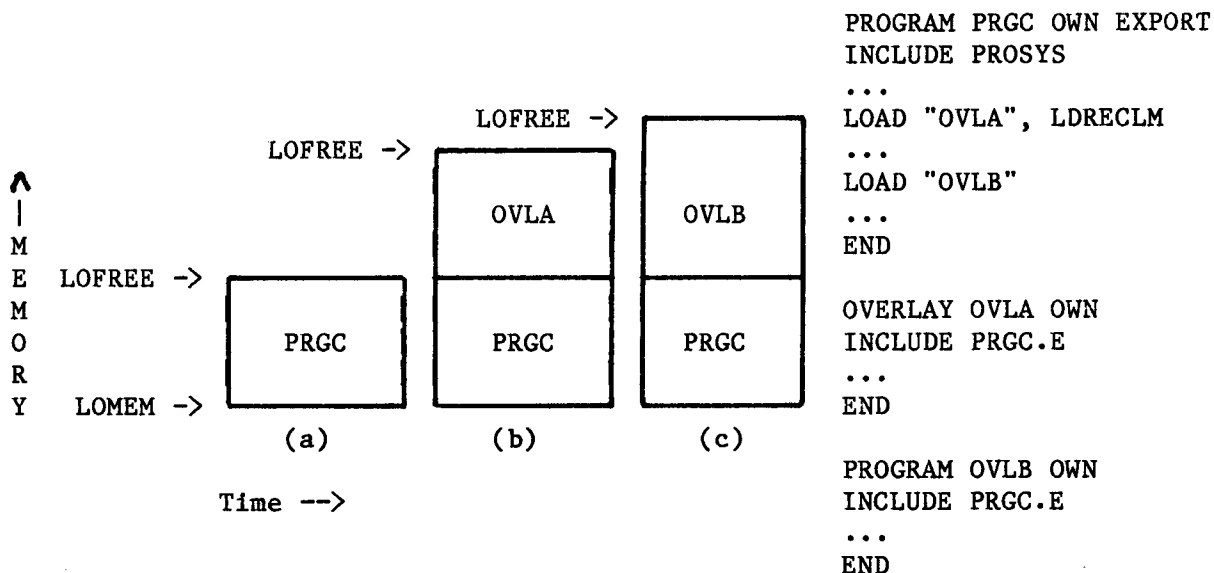 PROGRAM PRGC OWN EXPORT
INCLUDE PROSYS
...
LOAD "OVLA", LDRECLM
...
LOAD "OVLB"
...
END
OVERLAY OVLA OWN
INCLUDE PRGC.E
...
END
PROGRAM OVLB OWN
INCLUDE PRGC.E
...
END
LOFREE ->
LOFREE ->
LOFREE ->
LOMEM ->
MEMORY
OVLA
OVLB
PRGC
PRGC
PRGC
(a)
(b)
(c)
Time -->